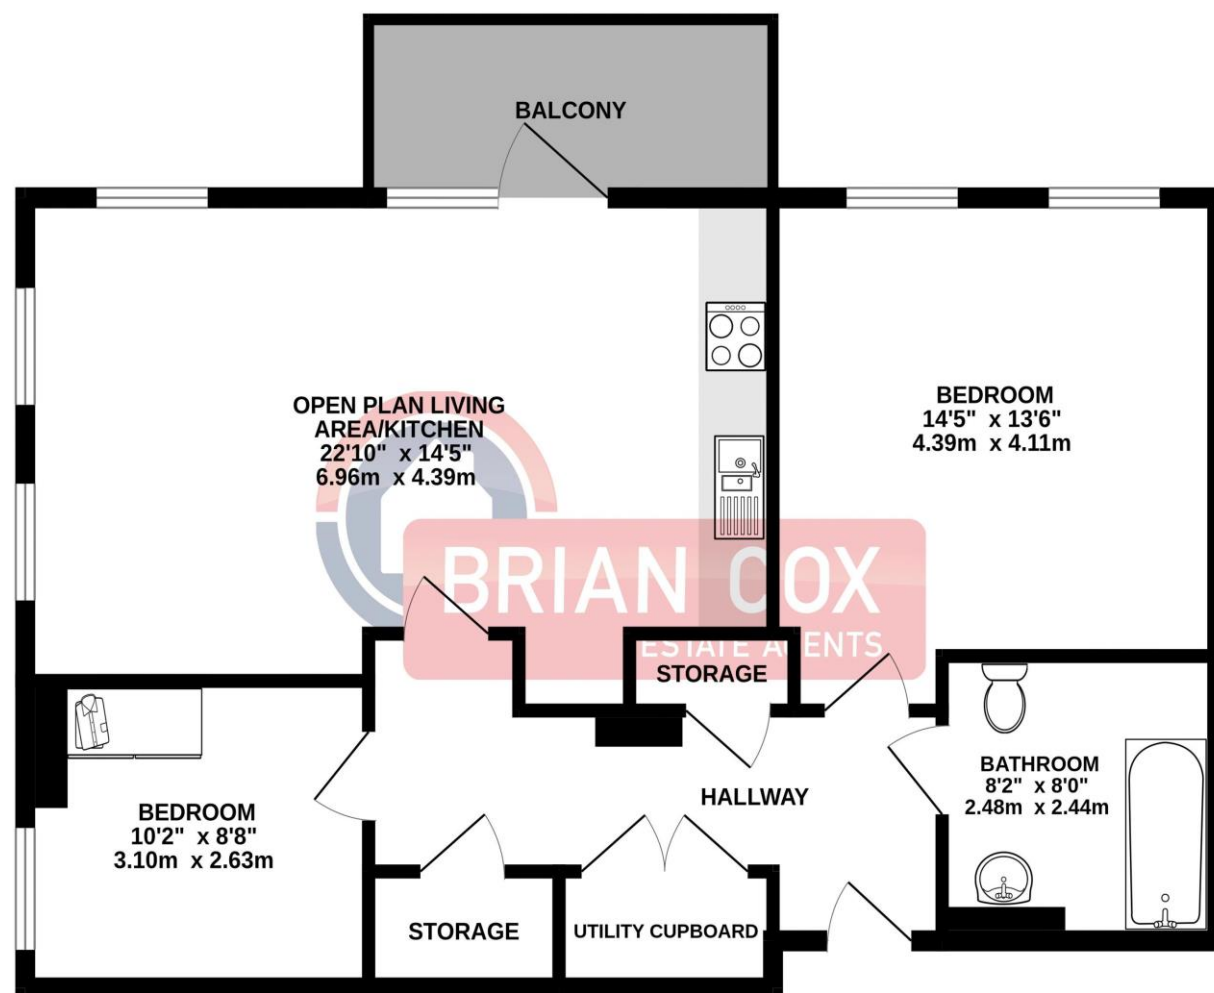 BALCONY
OPEN PLAN LIVING
AREA/KITCHEN
22'10" x 14'5"
6.96m x 4.39m
BEDROOM
14'5" x 13'6"
4.39m x 4.11m
BRIAN COX
ESTATE AGENTS
STORAGE
BATHROOM
8'2" x 8'0"
2.48m x 2.44m
HALLWAY
BEDROOM
10'2" x 8'8"
3.10m x 2.63m
STORAGE
UTILITY CUPBOARD